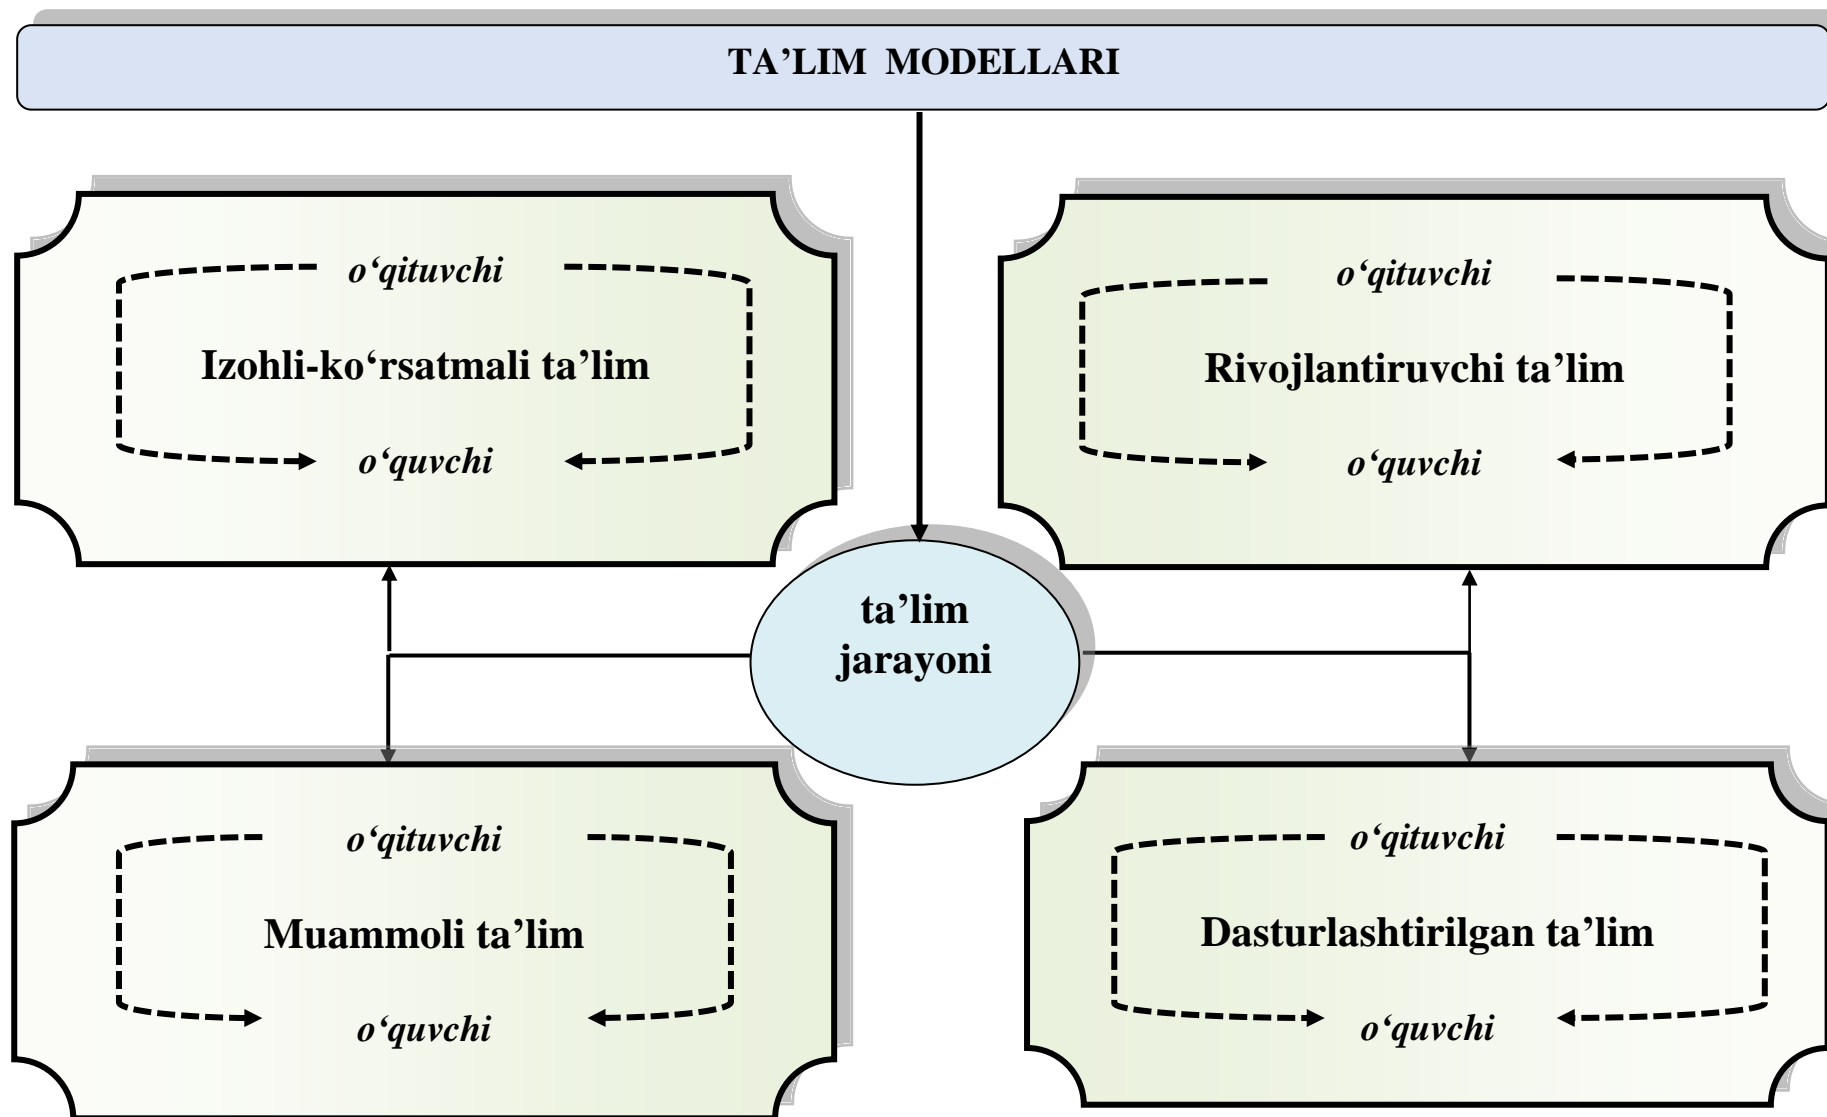 TA’LIM MODELLARI
o‘qituvchi
Izohli-ko‘rsatmali ta’lim
o‘quvchi
o‘qituvchi
Rivojlantiruvchi ta’lim
o‘quvchi
ta’lim
jarayoni
o‘qituvchi
Muammoli ta’lim
o‘quvchi
o‘qituvchi
Dasturlashtirilgan ta’lim
o‘quvchi